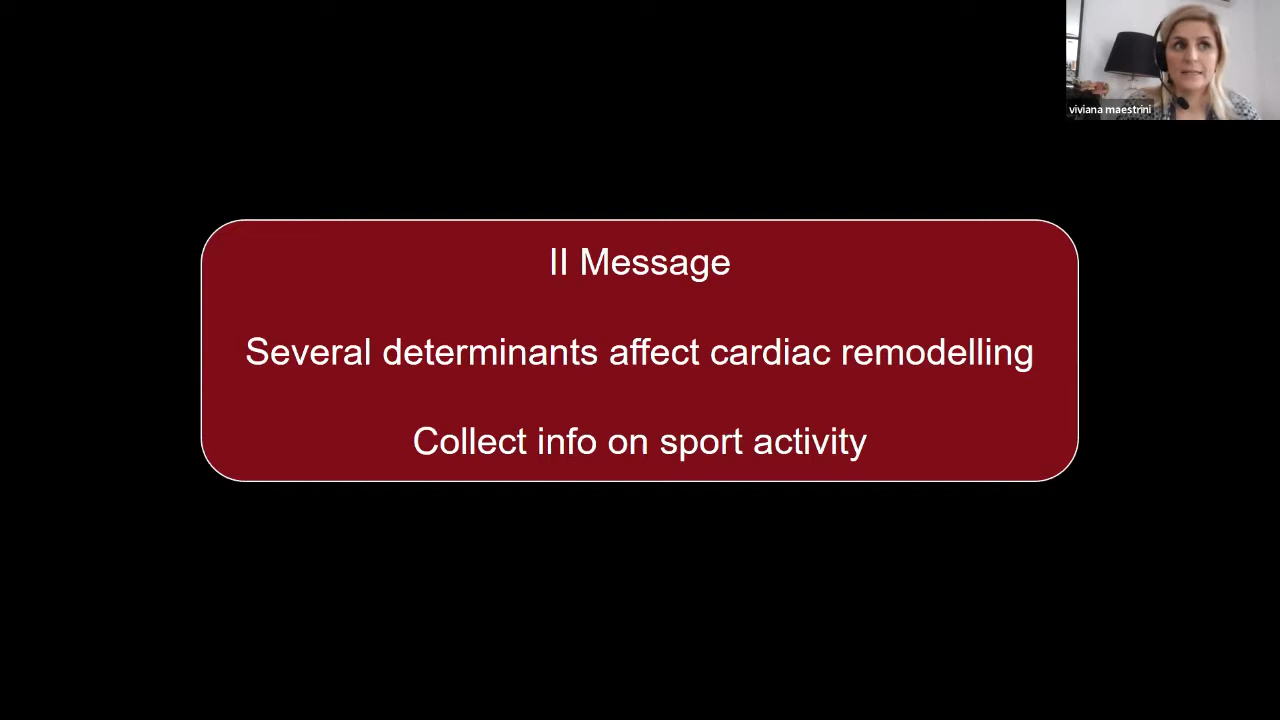 viviana maestrini
II Message
Several determinants affect cardiac remodelling
Collect info on sport activity